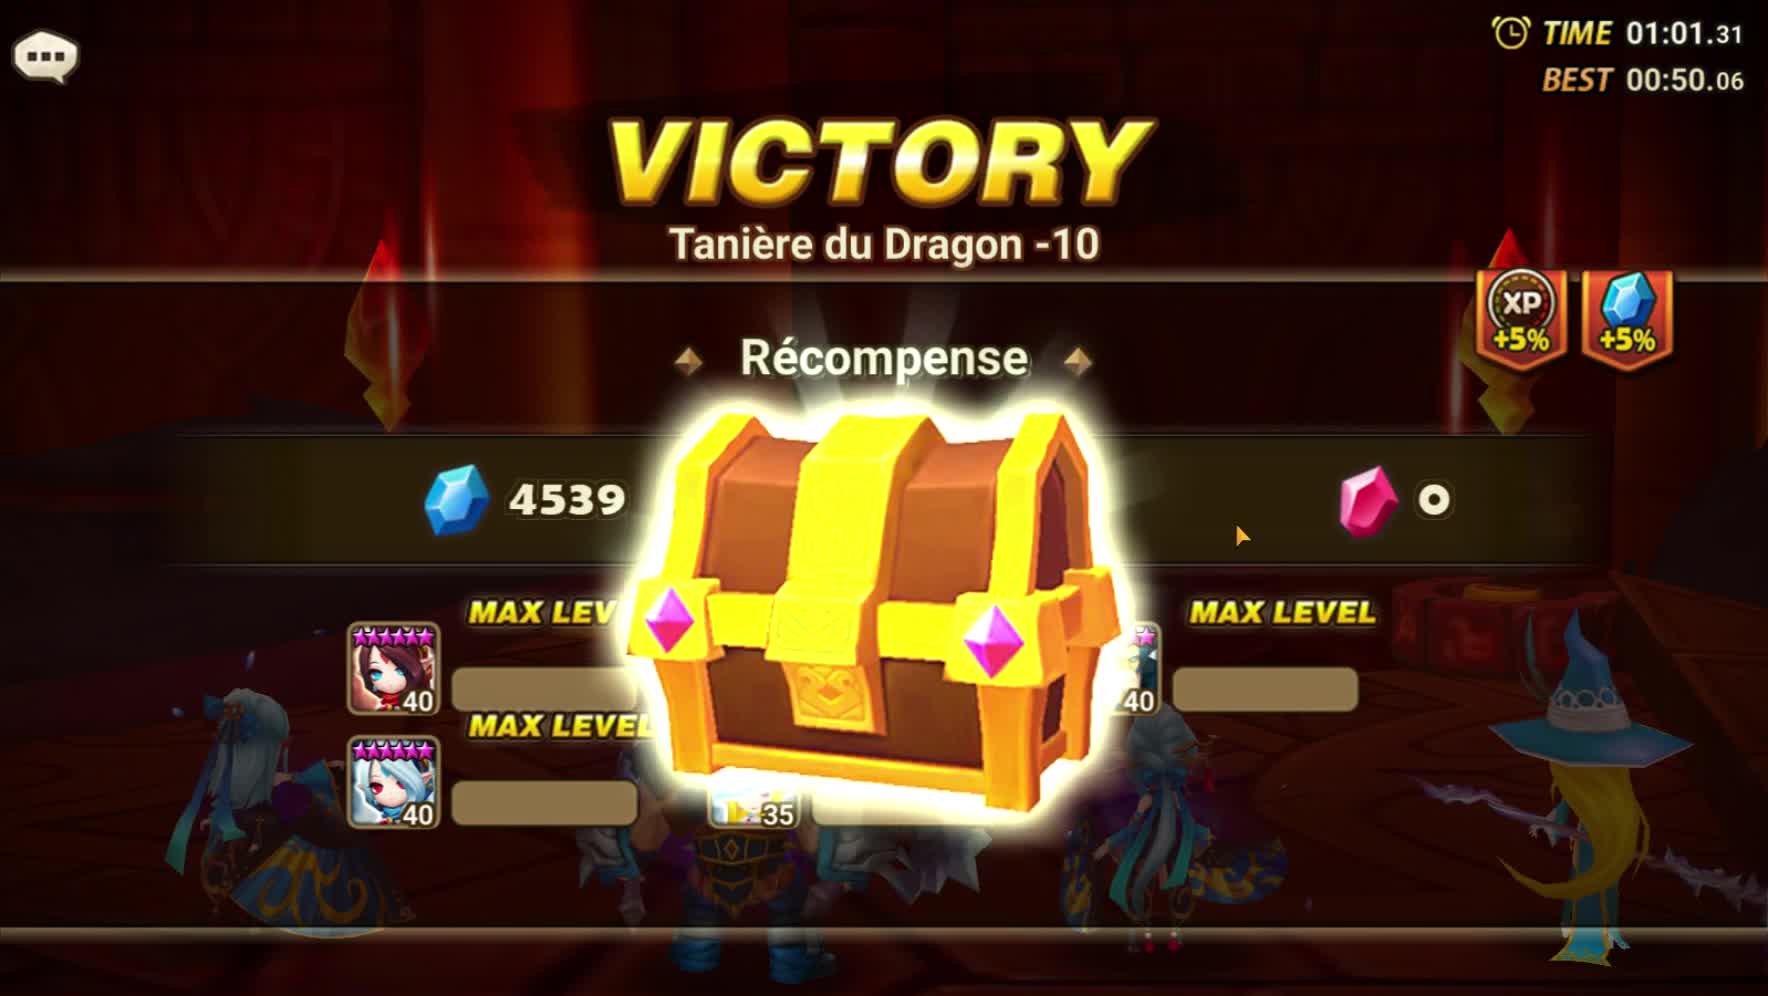 TIME 01:01.31
BEST 00:50.06
VICTORY
Tanière du Dragon -10
XP
+5%
+5%
Récompense
4539
0
MAX LEV
MAX LEVEL
40
40
MAX LEVEL
40
35